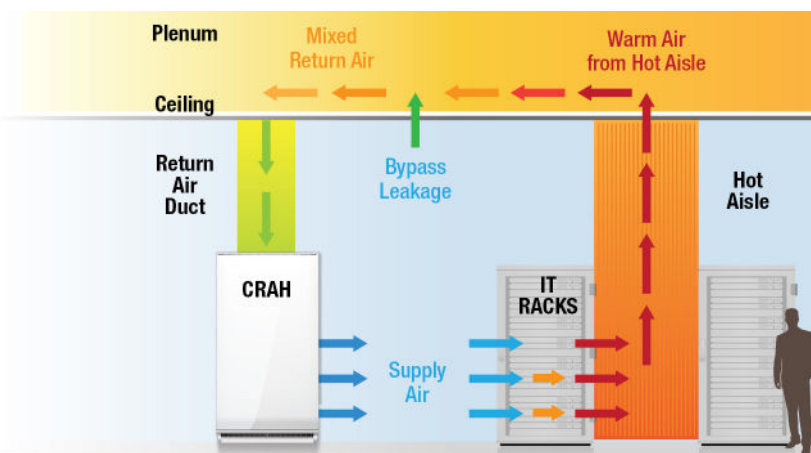 Plenum
Mixed
Return Air
Warm Air
from Hot Aisle
Ceiling
Return
Air
Duct
Bypass
Leakage
Hot
Aisle
CRAH
IT
RACKS
Supply
Air